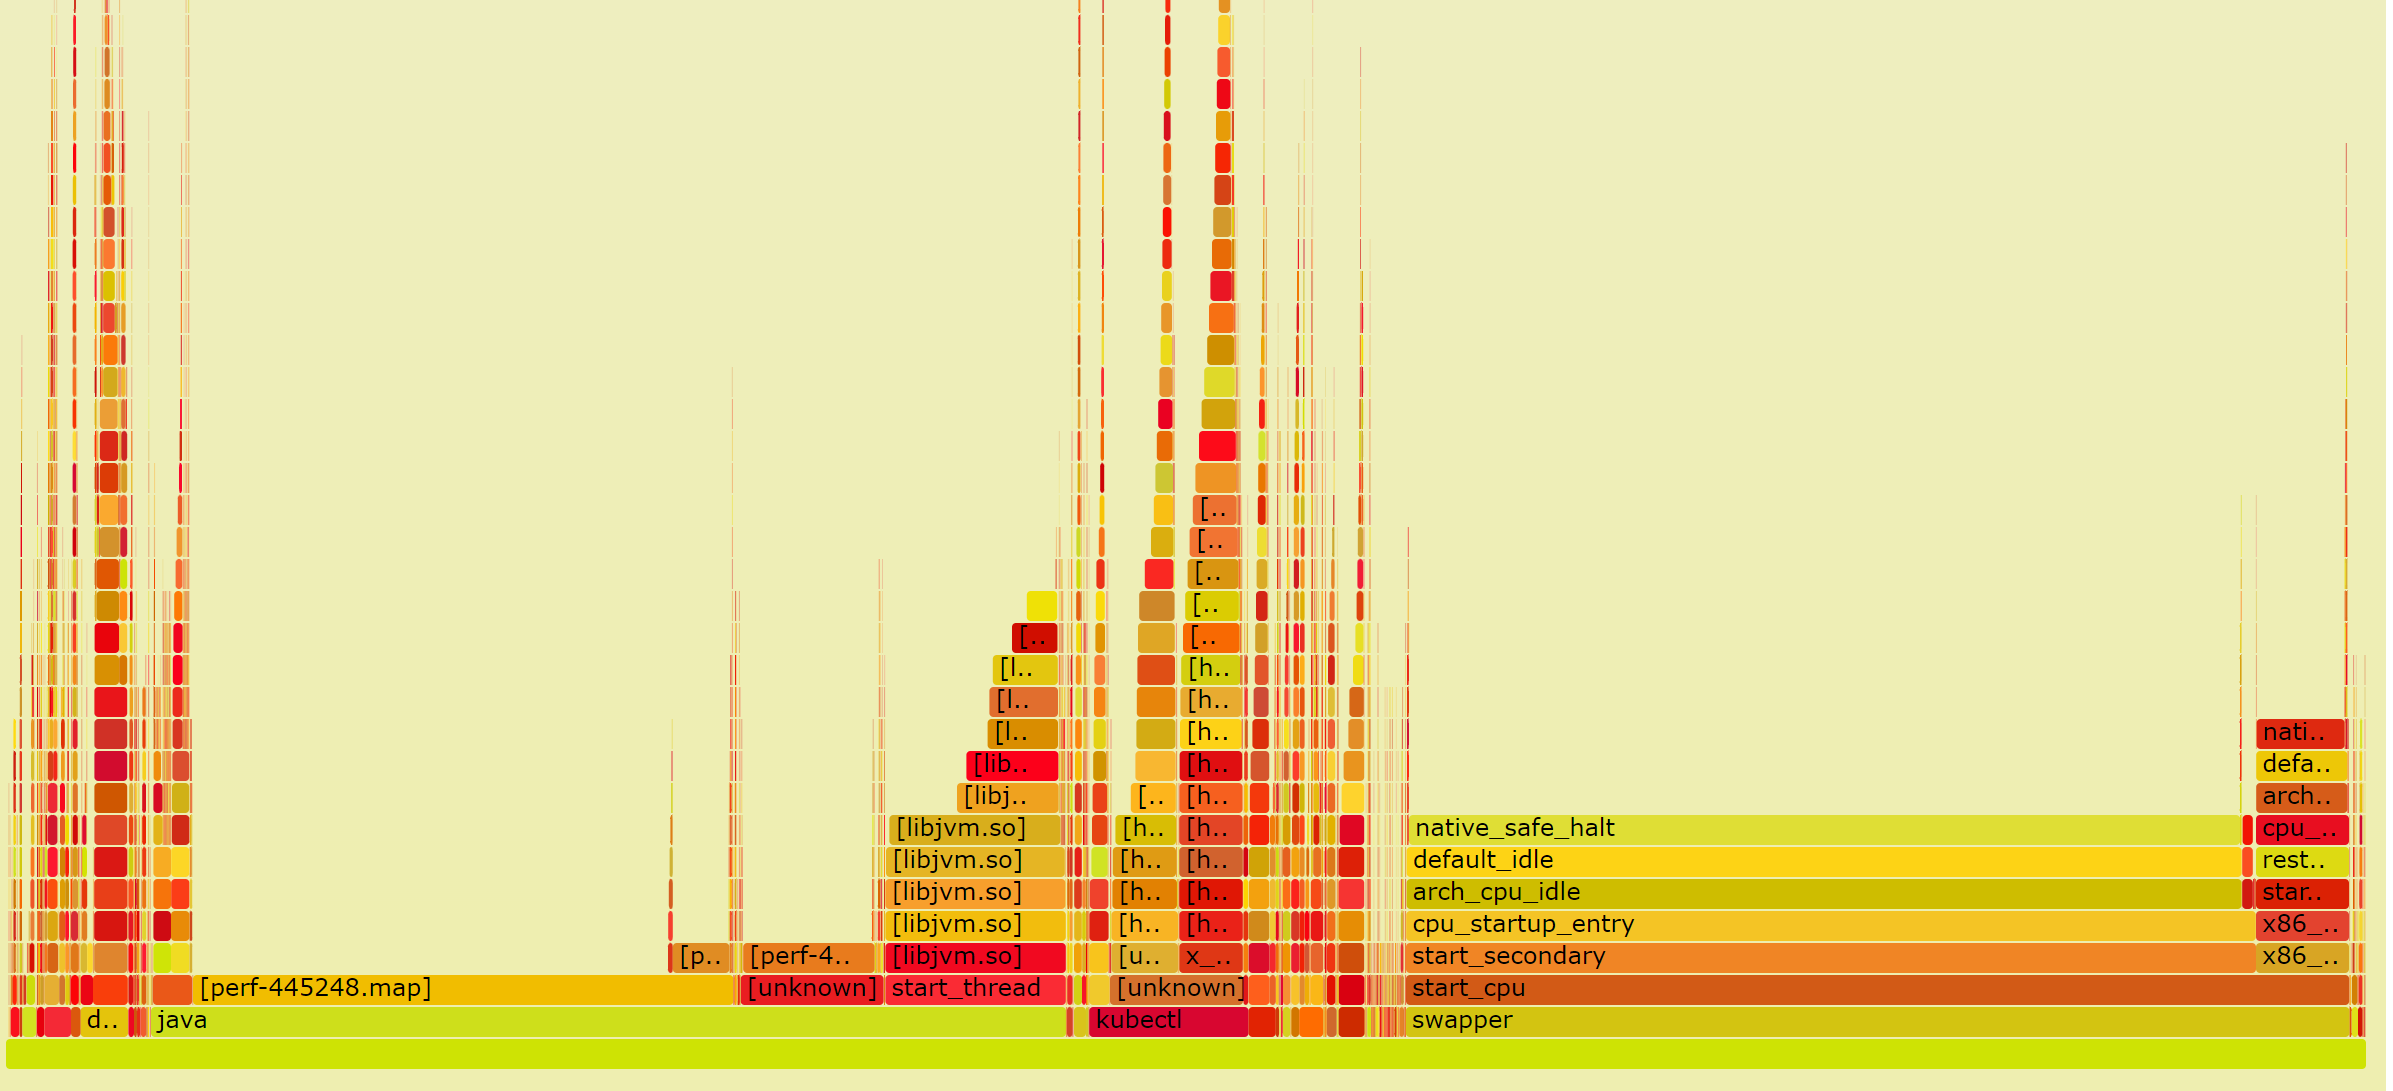 [..
[..
[..
[..
[.. [..
[l.. [h..
[l.. [h..
[l.. [h.. nati..
[lib.. [h.. defa..
[libj.. [.. [h.. arch..
[libjvm.so] [h.. [h.. native_safe_halt cpu_..
[libjvm.so] [h.. [h.. default_idle rest..
[libjvm.so] [h.. [h.. arch_cpu_idle star..
[libjvm.so] [h.. [h.. cpu_startup_entry x86_..
[p.. [perf-4.. [libjvm.so] [u.. x_.. start_secondary x86_..
[perf-445248.map] [unknown] start_thread [unknown] start_cpu
d.. java kubectl swapper